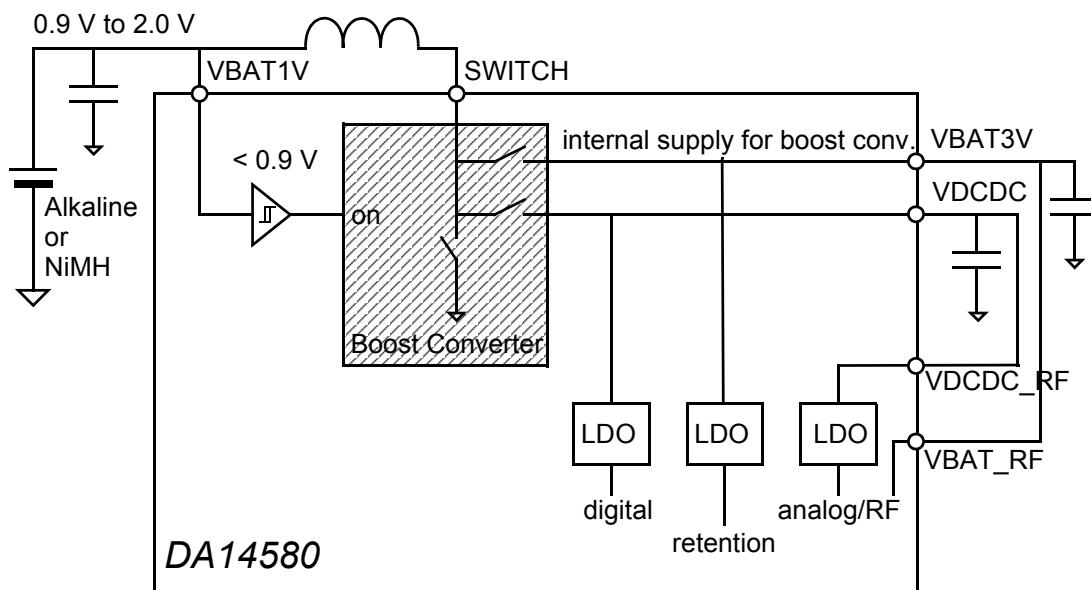 0.9 V to 2.0 V
VBAT1V
SWITCH
internal supply for boost conv.
VBAT3V
< 0.9 V
VDCDC
Alkaline
or
NiMH
on
Boost Converter
VDCDC_RF
LDO
LDO
LDO
VBAT_RF
digital
analog/RF
retention
DA14580